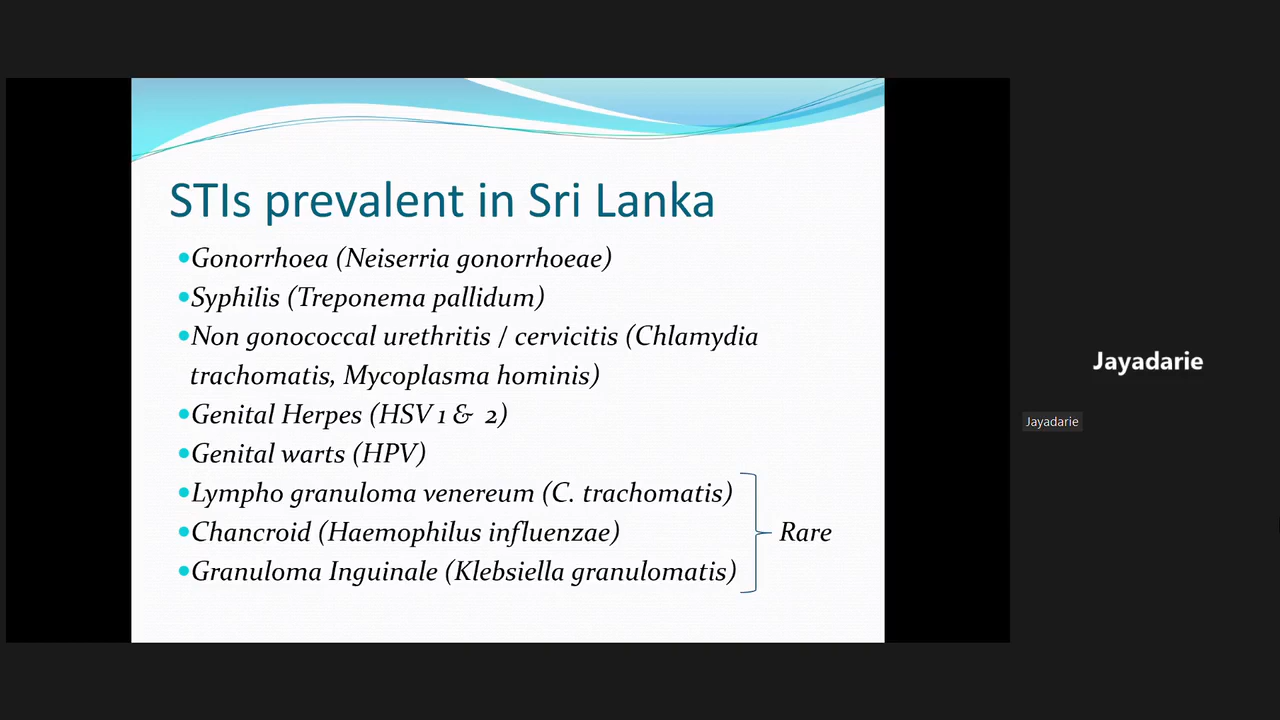 STIs prevalent in Sri Lanka
•Gonorrhoea (Neiserria gonorrhoeae)
•Syphilis (Treponema pallidum)
•Non gonococcal urethritis / cervicitis (Chlamydia
trachomatis, Mycoplasma hominis)
•Genital Herpes (HSV 1 & 2)
•Genital warts (HPV)
•Lympho granuloma venereum (C. trachomatis)
•Chancroid (Haemophilus influenzae)
•Granuloma Inguinale (Klebsiella granulomatis)
Rare
Jayadarie
Jayadarie